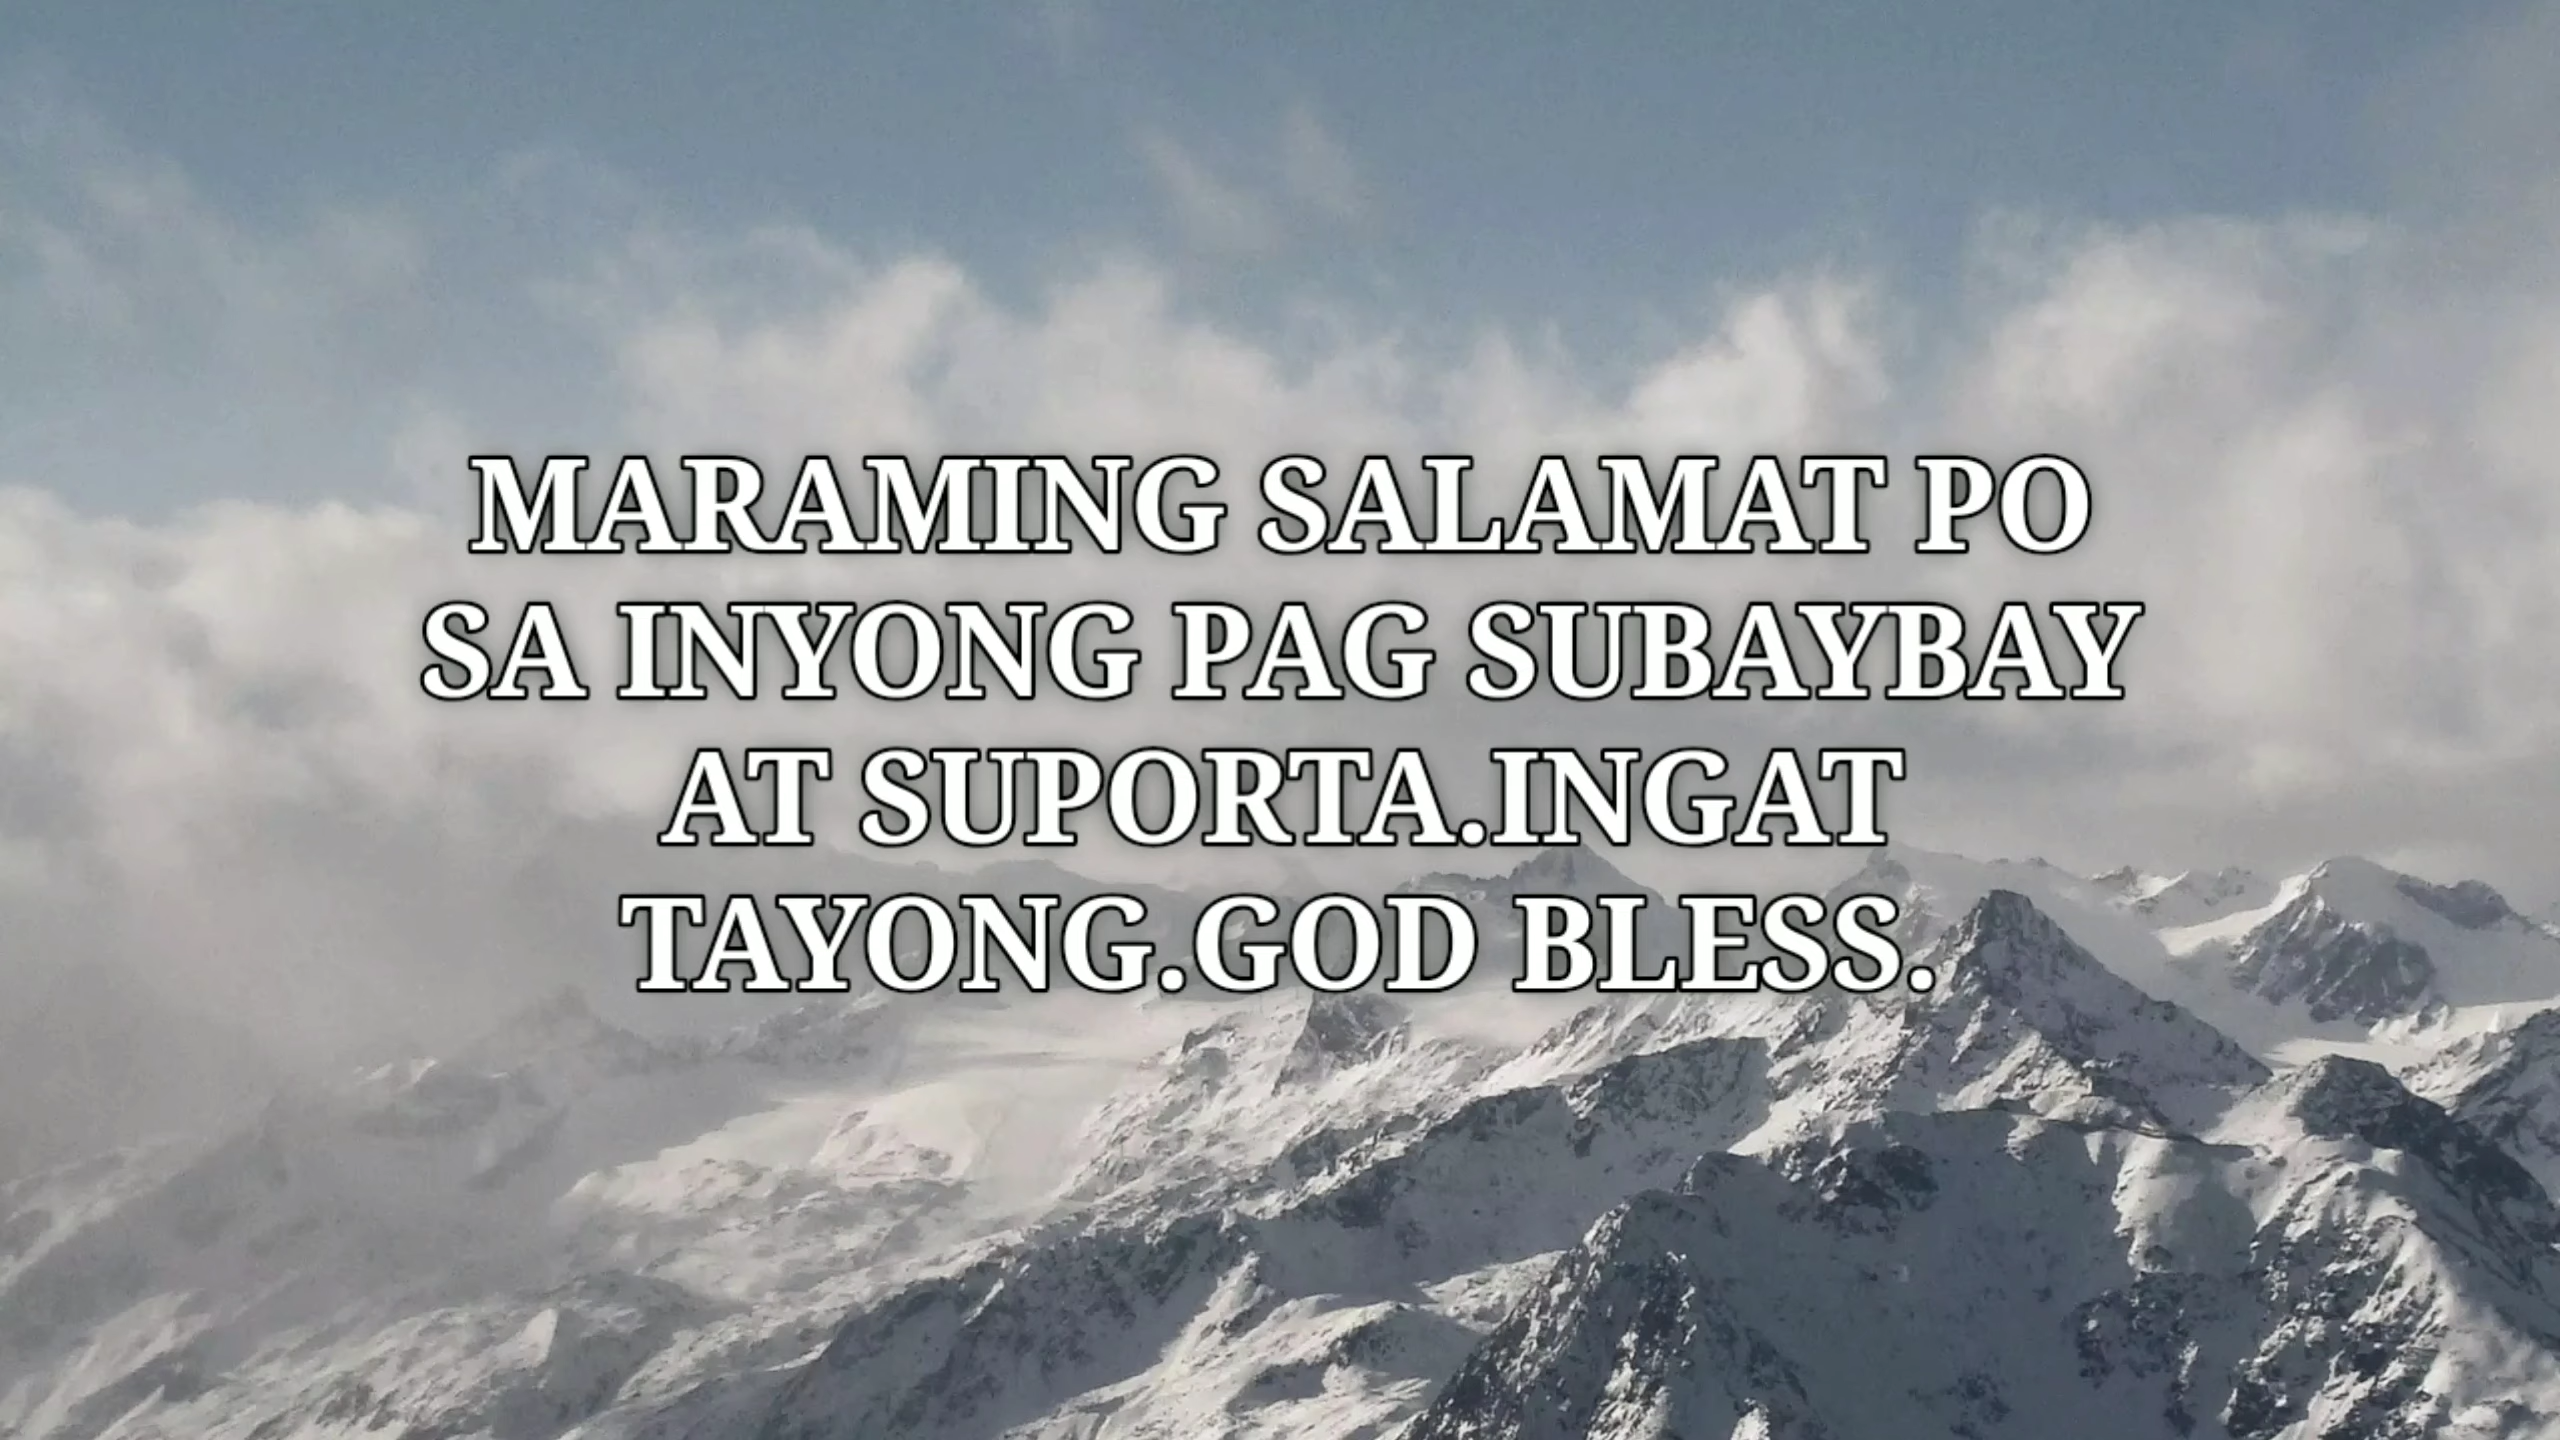 MARAMING SALAMAT PO
SA INYONG PAG SUBAYBAY
AT SUPORTA.INGAT
TAYONG.GOD BLESS.